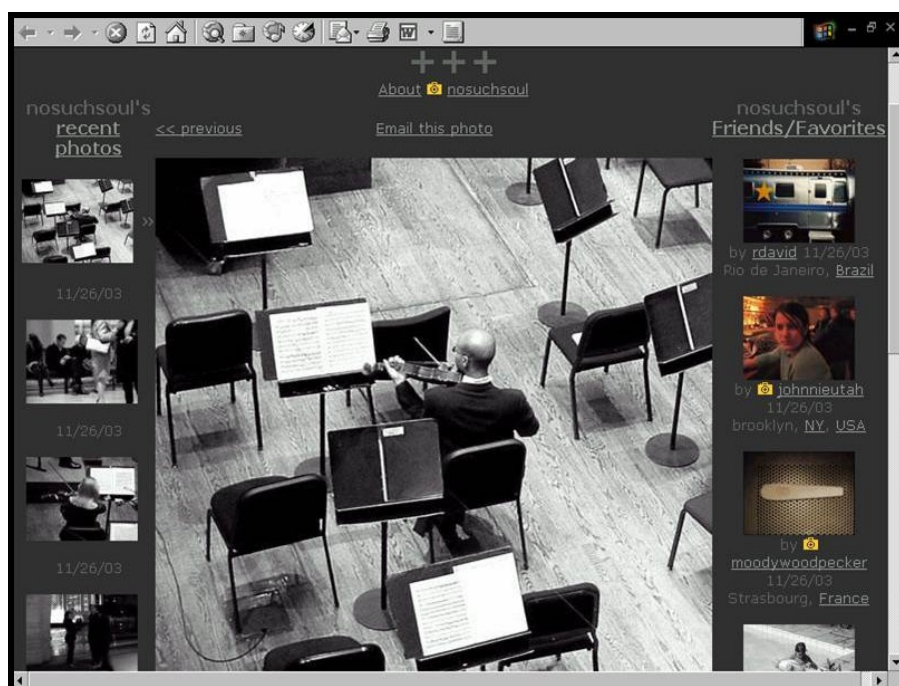 +++
About nosuchsoul
nosuchsoul's
recent
photos
<< previous
Email this photo
nosuchsoul's
Friends/Favorites
»
11/26/03
11/26/03
11/26/03
by rdavid 11/26/03
Rio de Janeiro, Brazil
by johnnieutah
11/26/03
brooklyn, NY, USA
by
moodywoodpecker
11/26/03
Strasbourg, France